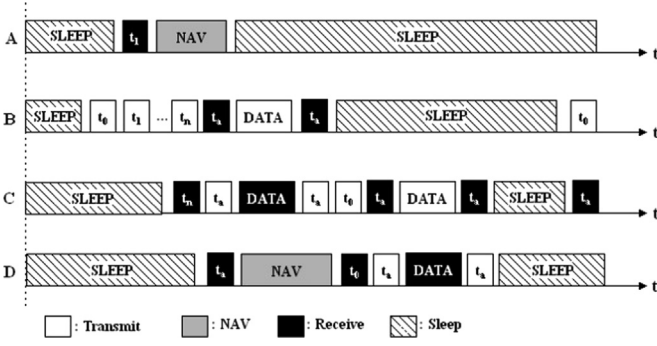 A SLEEP t1 NAV SLEEP t
B SLEEP t0 t1 ... tn ta DATA ta SLEEP t0 t
C SLEEP tn ta DATA ta t0 ta DATA ta SLEEP ta t
D SLEEP ta NAV t0 ta DATA ta SLEEP t
: Transmit : NAV : Receive : Sleep